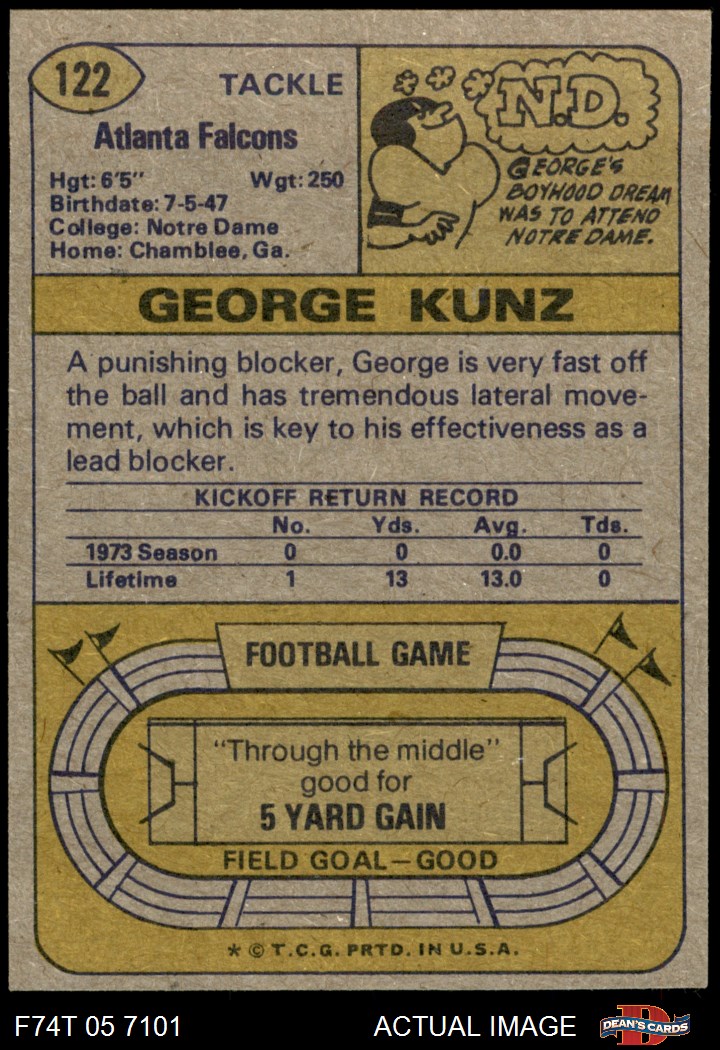 122
TACKLE
Atlanta Falcons
Hgt: 6'5" Wgt: 250
Birthdate: 7-5-47
College: Notre Dame
Home: Chamblee, Ga.
N.D.
GEORGE'S
BOYHOOD DREAM
WAS TO ATTEND
NOTRE DAME.
GEORGE KUNZ
A punishing blocker, George is very fast off
the ball and has tremendous lateral move-
ment, which is key to his effectiveness as a
lead blocker.
KICKOFF RETURN RECORD
No. Yds. Avg. Tds.
1973 Season 0 0 0.0 0
Lifetime 1 13 13.0 0
FOOTBALL GAME
"Through the middle"
good for
5 YARD GAIN
FIELD GOAL—GOOD
* © T.C.G. PRTD. IN U.S.A.
F74T 05 7101 ACTUAL IMAGE DEAN'S CARDS